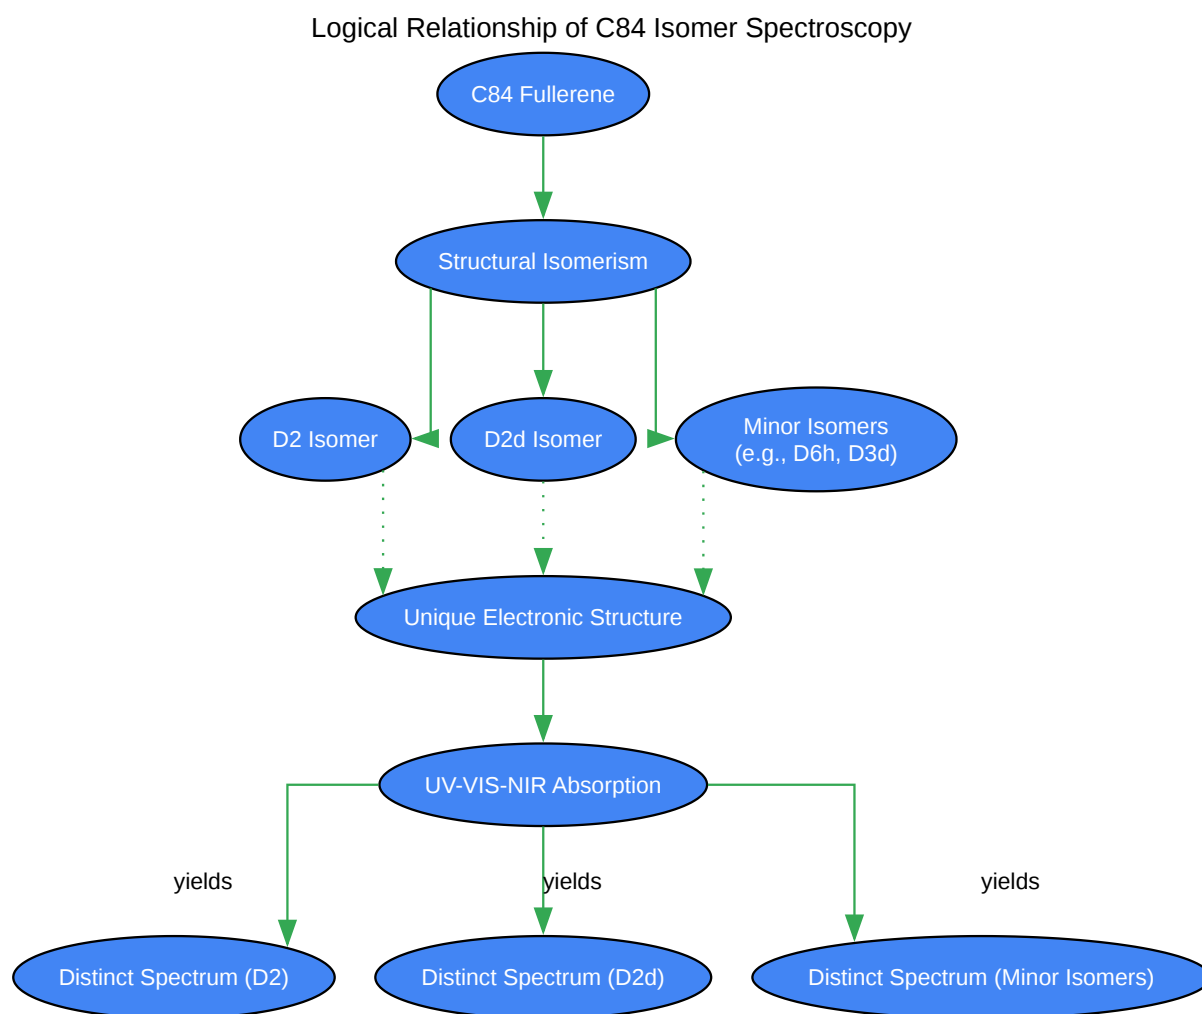 Logical Relationship of C84 Isomer Spectroscopy
C84 Fullerene
Structural Isomerism
D2 Isomer
D2d Isomer
Minor Isomers
(e.g., D6h, D3d)
Unique Electronic Structure
UV-VIS-NIR Absorption
yields
yields
yields
Distinct Spectrum (D2)
Distinct Spectrum (D2d)
Distinct Spectrum (Minor Isomers)